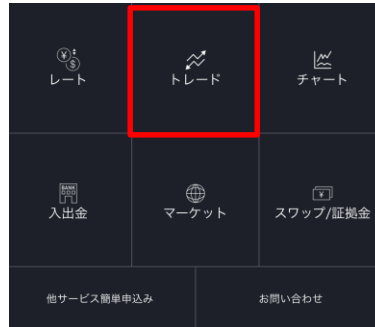 レート
トレード
チャート
BANK
入出金
マーケット
スワップ/証拠金
他サービス簡単申込み
お問い合わせ